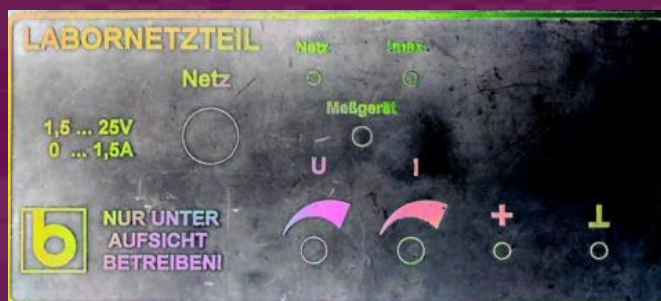 LABORNETZTEIL
Netz Imax.
Netz
Meßgerät
1,5 ... 25V
0 ... 1,5A
U I
+ ⊥
b NUR UNTER
AUFSICHT
BETREIBEN!